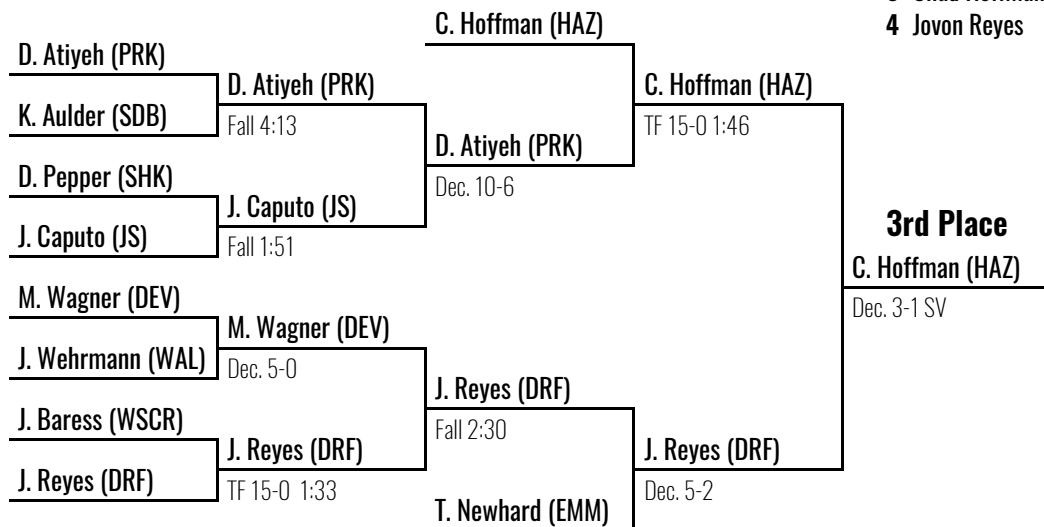 C. Hoffman (HAZ)
4 Jovon Reyes
D. Atiyeh (PRK)
D. Atiyeh (PRK)
C. Hoffman (HAZ)
K. Aulder (SDB)
Fall 4:13
TF 15-0 1:46
D. Atiyeh (PRK)
D. Pepper (SHK)
Dec. 10-6
J. Caputo (JS)
3rd Place
J. Caputo (JS)
Fall 1:51
C. Hoffman (HAZ)
M. Wagner (DEV)
Dec. 3-1 SV
M. Wagner (DEV)
J. Wehrmann (WAL)
Dec. 5-0
J. Reyes (DRF)
J. Baress (WSCR)
Fall 2:30
J. Reyes (DRF)
J. Reyes (DRF)
J. Reyes (DRF)
TF 15-0 1:33
Dec. 5-2
T. Newhard (EMM)